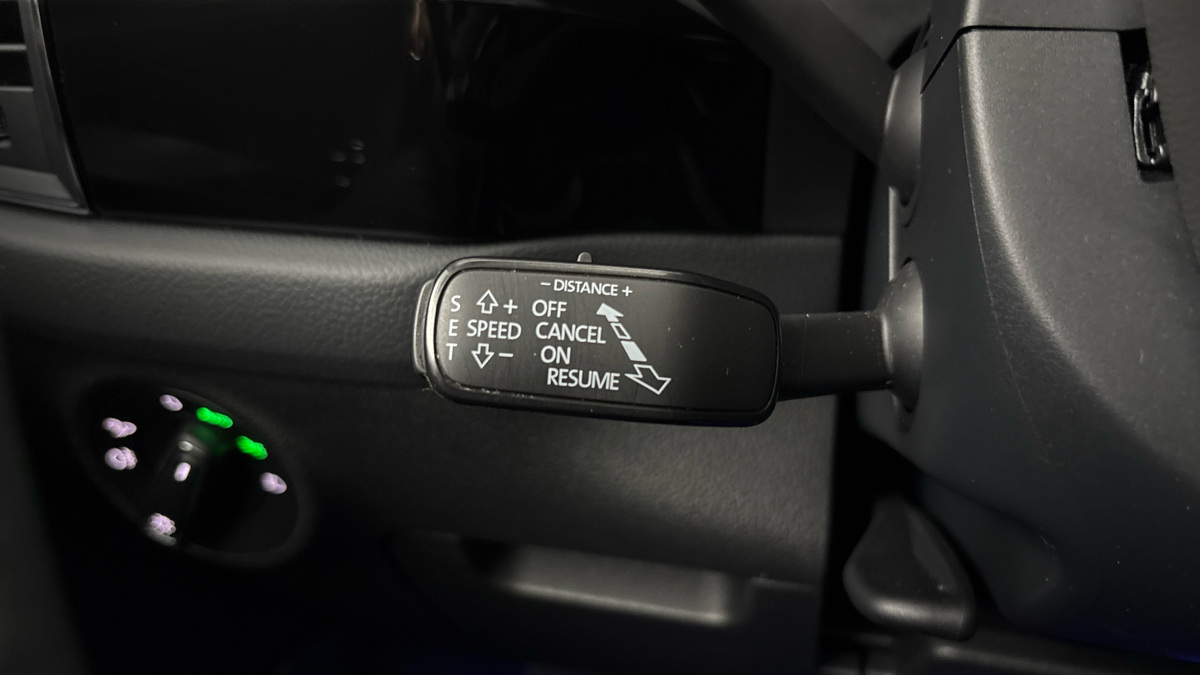 - DISTANCE +
S + OFF
E SPEED CANCEL
T - ON
RESUME